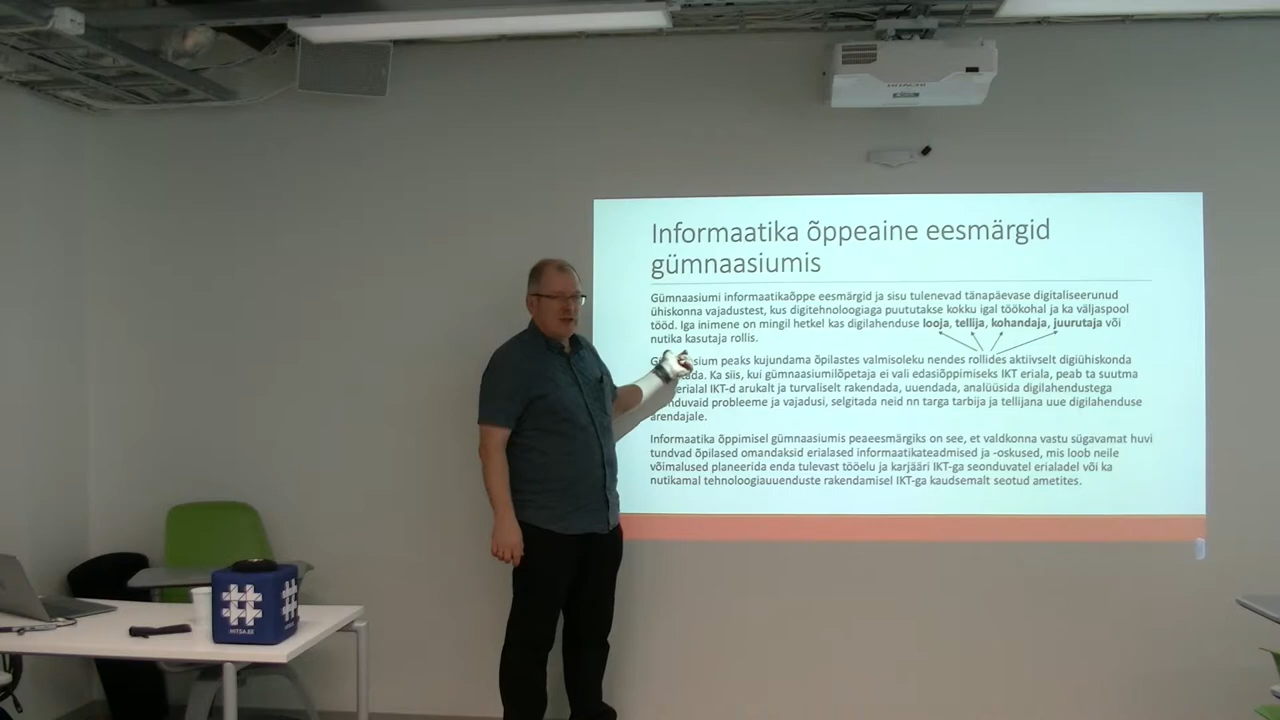 HITACHI
Informaatika õppeaine eesmärgid
gümnaasiumis
Gümnaasiumi informaatikaõppe eesmärgid ja sisu tulenevad tänapäevase digitaliseerunud
ühiskonna vajadustest, kus digitehnoloogiaga puututakse kokku igal töökohal ja ka väljaspool
tööd. Iga inimene on mingil hetkel kas digilahenduse looja, tellija, kohandaja, juurutaja või
nutika kasutaja rollis.
peaks kujundama õpilastes valmisoleku nendes rollides aktiivselt digiühiskonda
Ka siis, kui gümnaasiumilõpetaja ei vali edasiõppimiseks IKT eriala, peab ta suutma
erialal IKT-d arukalt ja turvaliselt rakendada, uuendada, analüüsida digilahendustega
probleeme ja vajadusi, selgitada neid nn targa tarbija ja tellijana uue digilahenduse
arendajale.
Informaatika õppimisel gümnaasiumis peaeesmärgiks on see, et valdkonna vastu sügavamat huvi
tundvad õpilased omandaksid erialased informaatikateadmised ja -oskused, mis loob neile
võimalused planeerida enda tulevast tööelu ja karjääri IKT-ga seonduvatel erialadel või ka
nutikamal tehnoloogiauuenduste rakendamisel IKT-ga kaudsemalt seotud ametites.
#
HITSA.EE